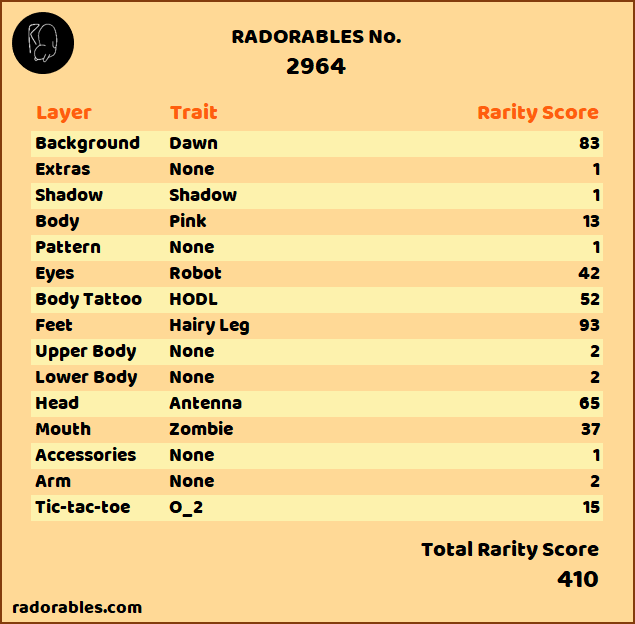 RADORABLES No.
2964
Layer Trait Rarity Score
Background Dawn 83
Extras None 1
Shadow Shadow 1
Body Pink 13
Pattern None 1
Eyes Robot 42
Body Tattoo HODL 52
Feet Hairy Leg 93
Upper Body None 2
Lower Body None 2
Head Antenna 65
Mouth Zombie 37
Accessories None 1
Arm None 2
Tic-tac-toe O_2 15
Total Rarity Score
410
radorables.com